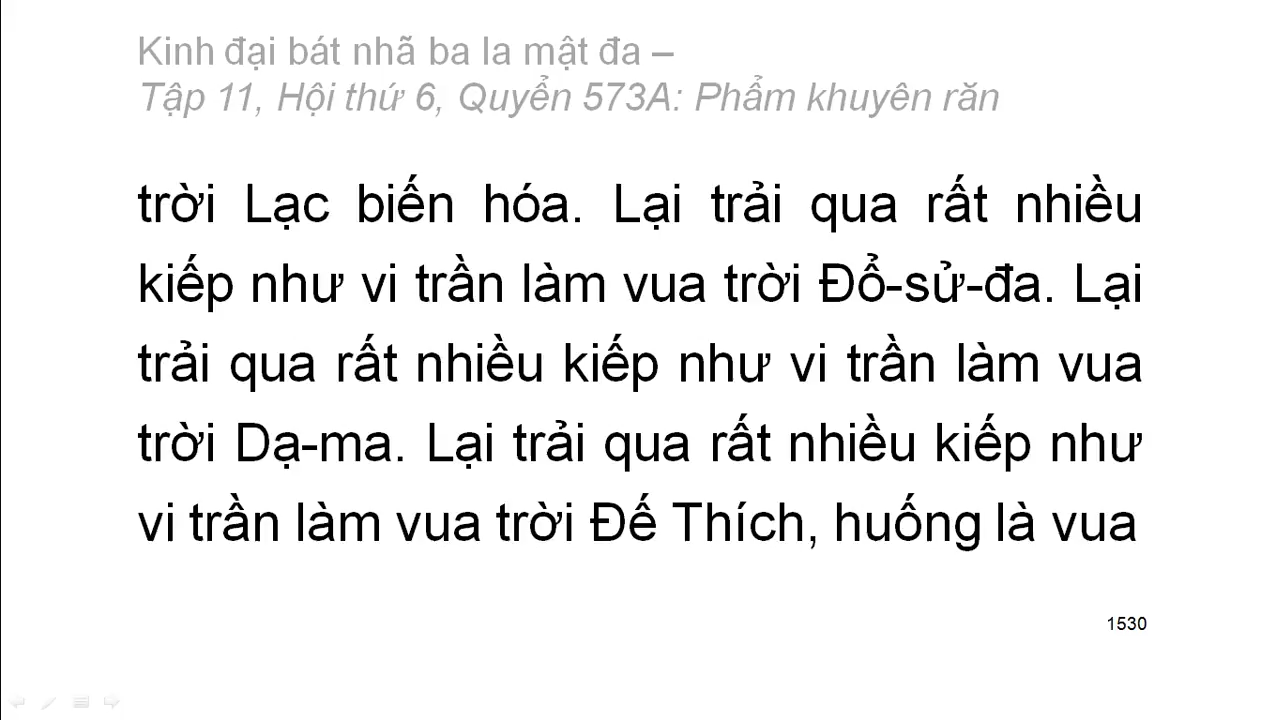 Kinh đại bát nhã ba la mật đa –
Tập 11, Hội thứ 6, Quyển 573A: Phẩm khuyên răn
trời Lạc biến hóa. Lại trải qua rất nhiều
kiếp như vi trần làm vua trời Đổ-sử-đa. Lại
trải qua rất nhiều kiếp như vi trần làm vua
trời Dạ-ma. Lại trải qua rất nhiều kiếp như
vi trần làm vua trời Đế Thích, huống là vua
1530